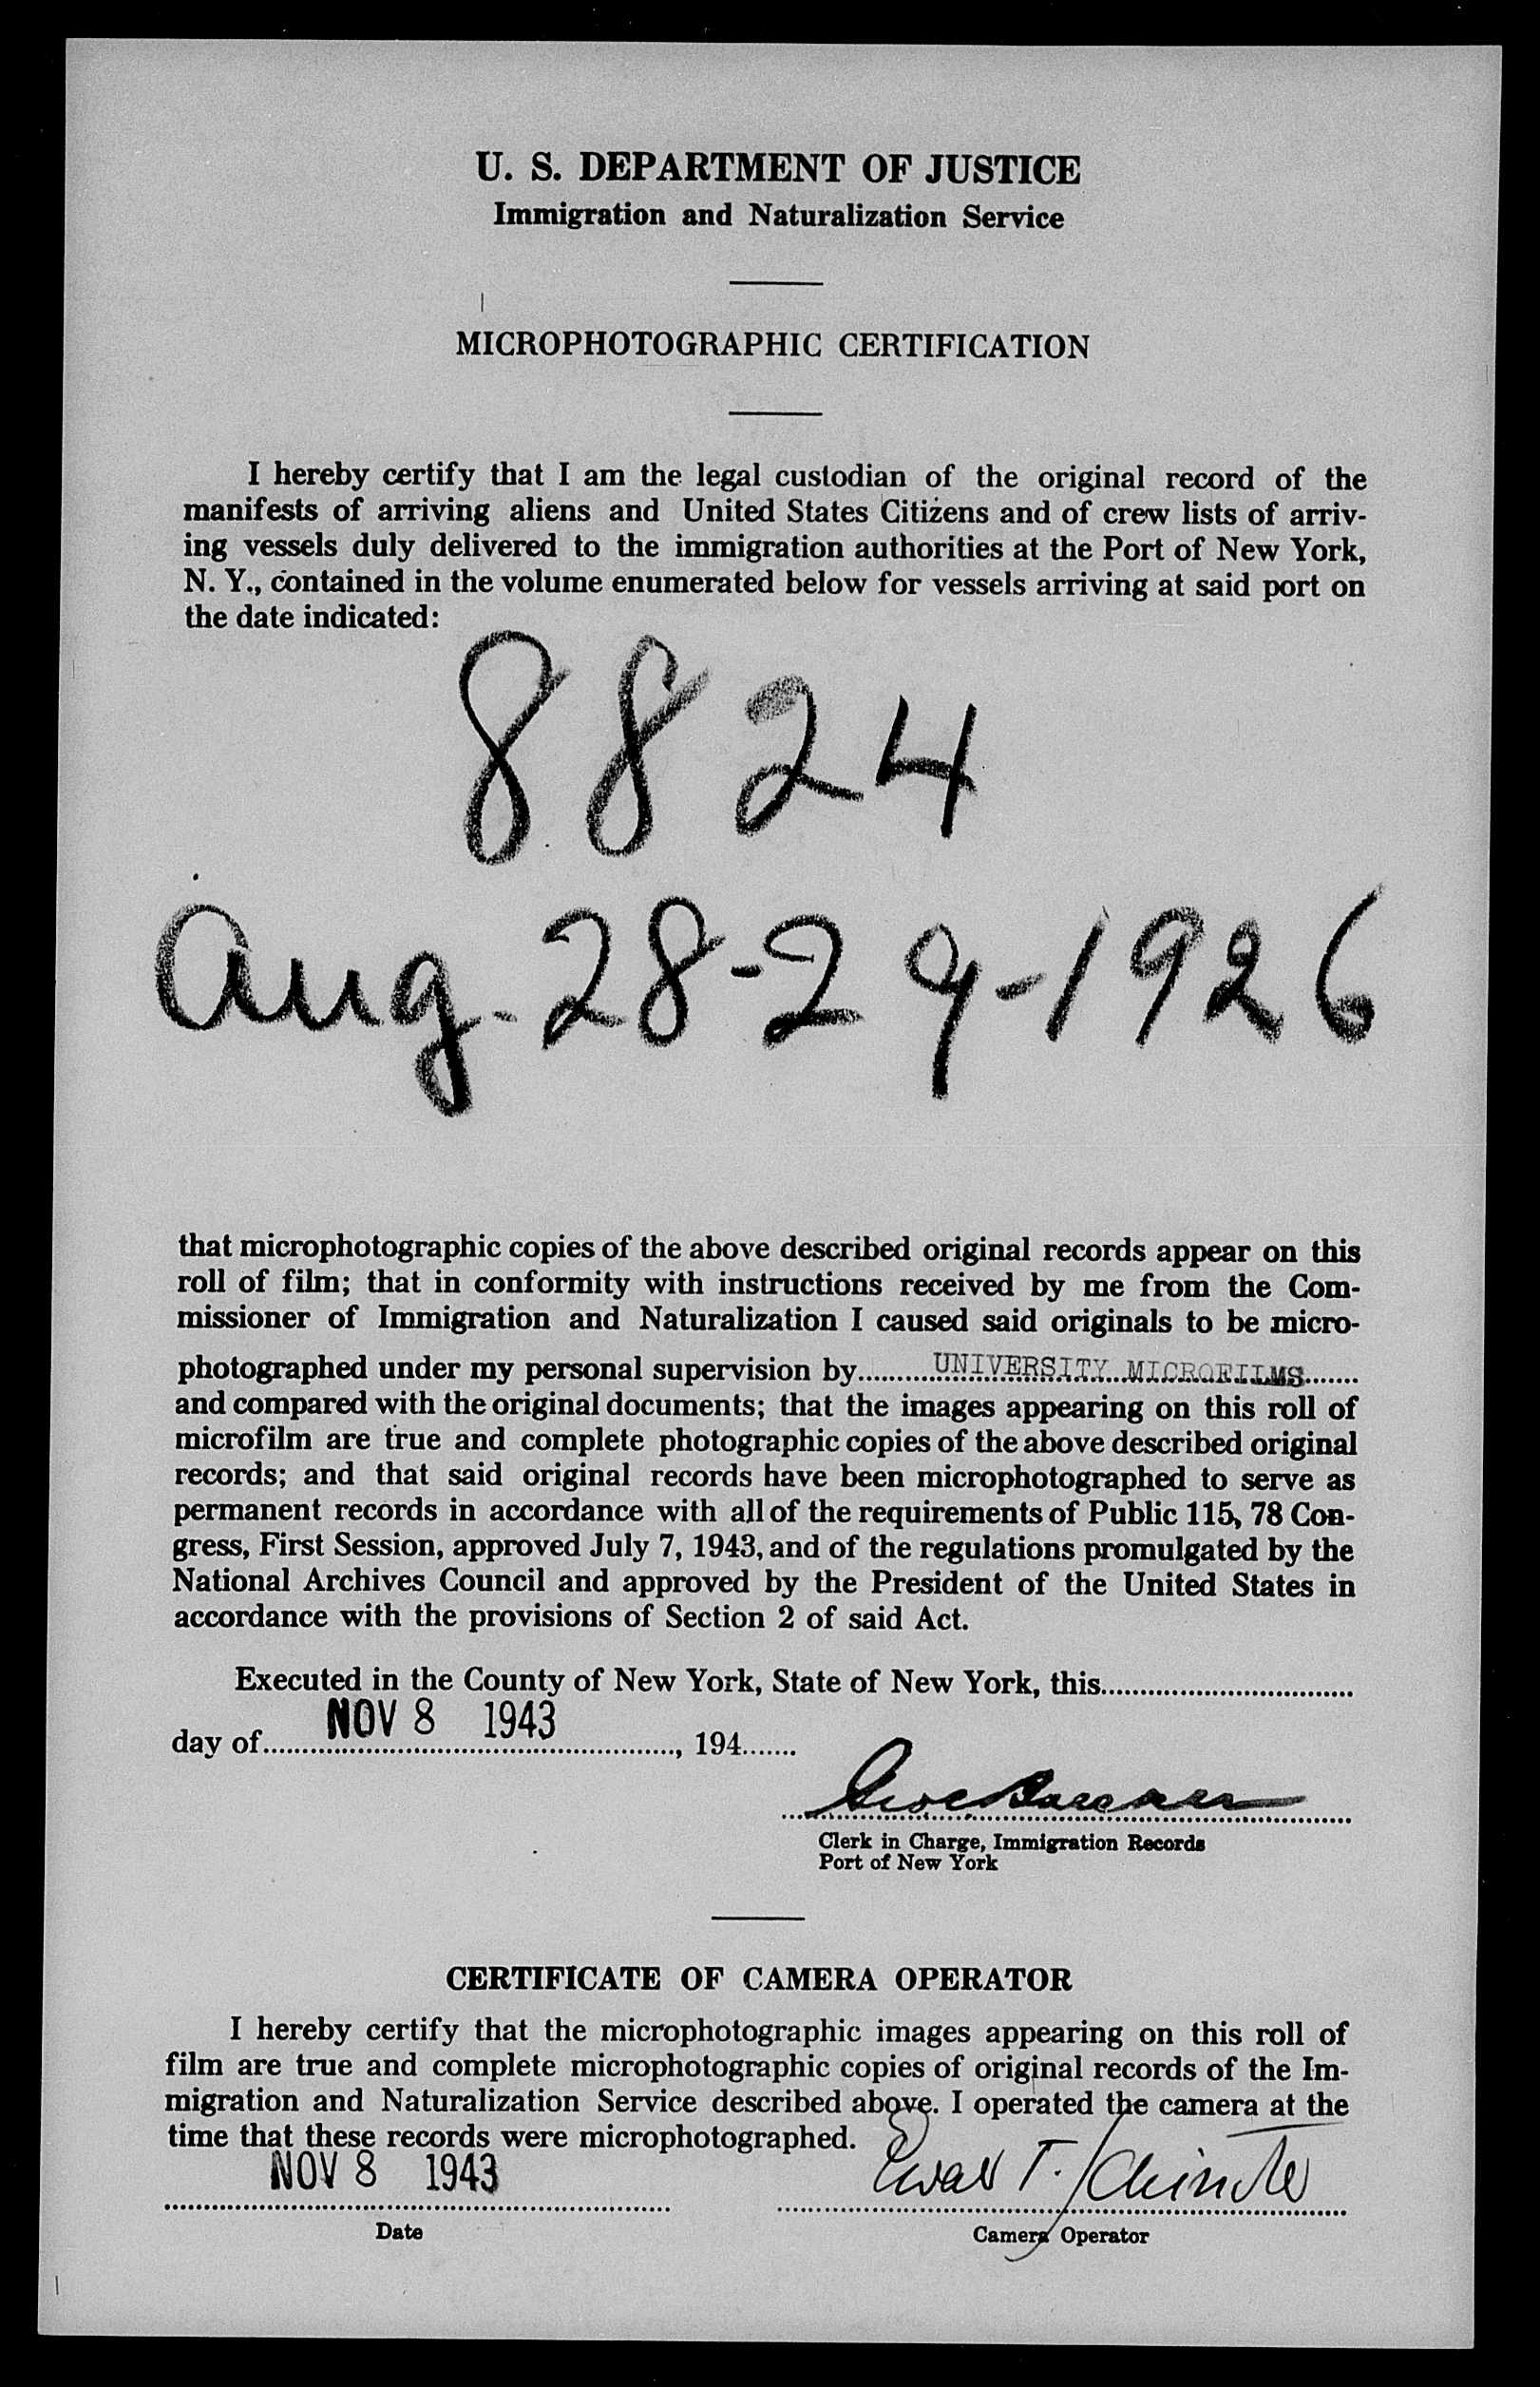 U. S. DEPARTMENT OF JUSTICE
Immigration and Naturalization Service
MICROPHOTOGRAPHIC CERTIFICATION
I hereby certify that I am the legal custodian of the original record of the
manifests of arriving aliens and United States Citizens and of crew lists of arriv-
ing vessels duly delivered to the immigration authorities at the Port of New York,
N. Y., contained in the volume enumerated below for vessels arriving at said port on
the date indicated:
8824
Aug-28-29-1926
that microphotographic copies of the above described original records appear on this
roll of film; that in conformity with instructions received by me from the Com-
missioner of Immigration and Naturalization I caused said originals to be micro-
photographed under my personal supervision by UNIVERSITY MICROFILMS
and compared with the original documents; that the images appearing on this roll of
microfilm are true and complete photographic copies of the above described original
records; and that said original records have been microphotographed to serve as
permanent records in accordance with all of the requirements of Public 115, 78 Con-
gress, First Session, approved July 7, 1943, and of the regulations promulgated by the
National Archives Council and approved by the President of the United States in
accordance with the provisions of Section 2 of said Act.
Executed in the County of New York, State of New York, this
day of NOV 8 1943, 194
Clerk in Charge, Immigration Records
Port of New York
CERTIFICATE OF CAMERA OPERATOR
I hereby certify that the microphotographic images appearing on this roll of
film are true and complete microphotographic copies of original records of the Im-
migration and Naturalization Service described above. I operated the camera at the
time that these records were microphotographed.
NOV 8 1943
Date
Camera Operator